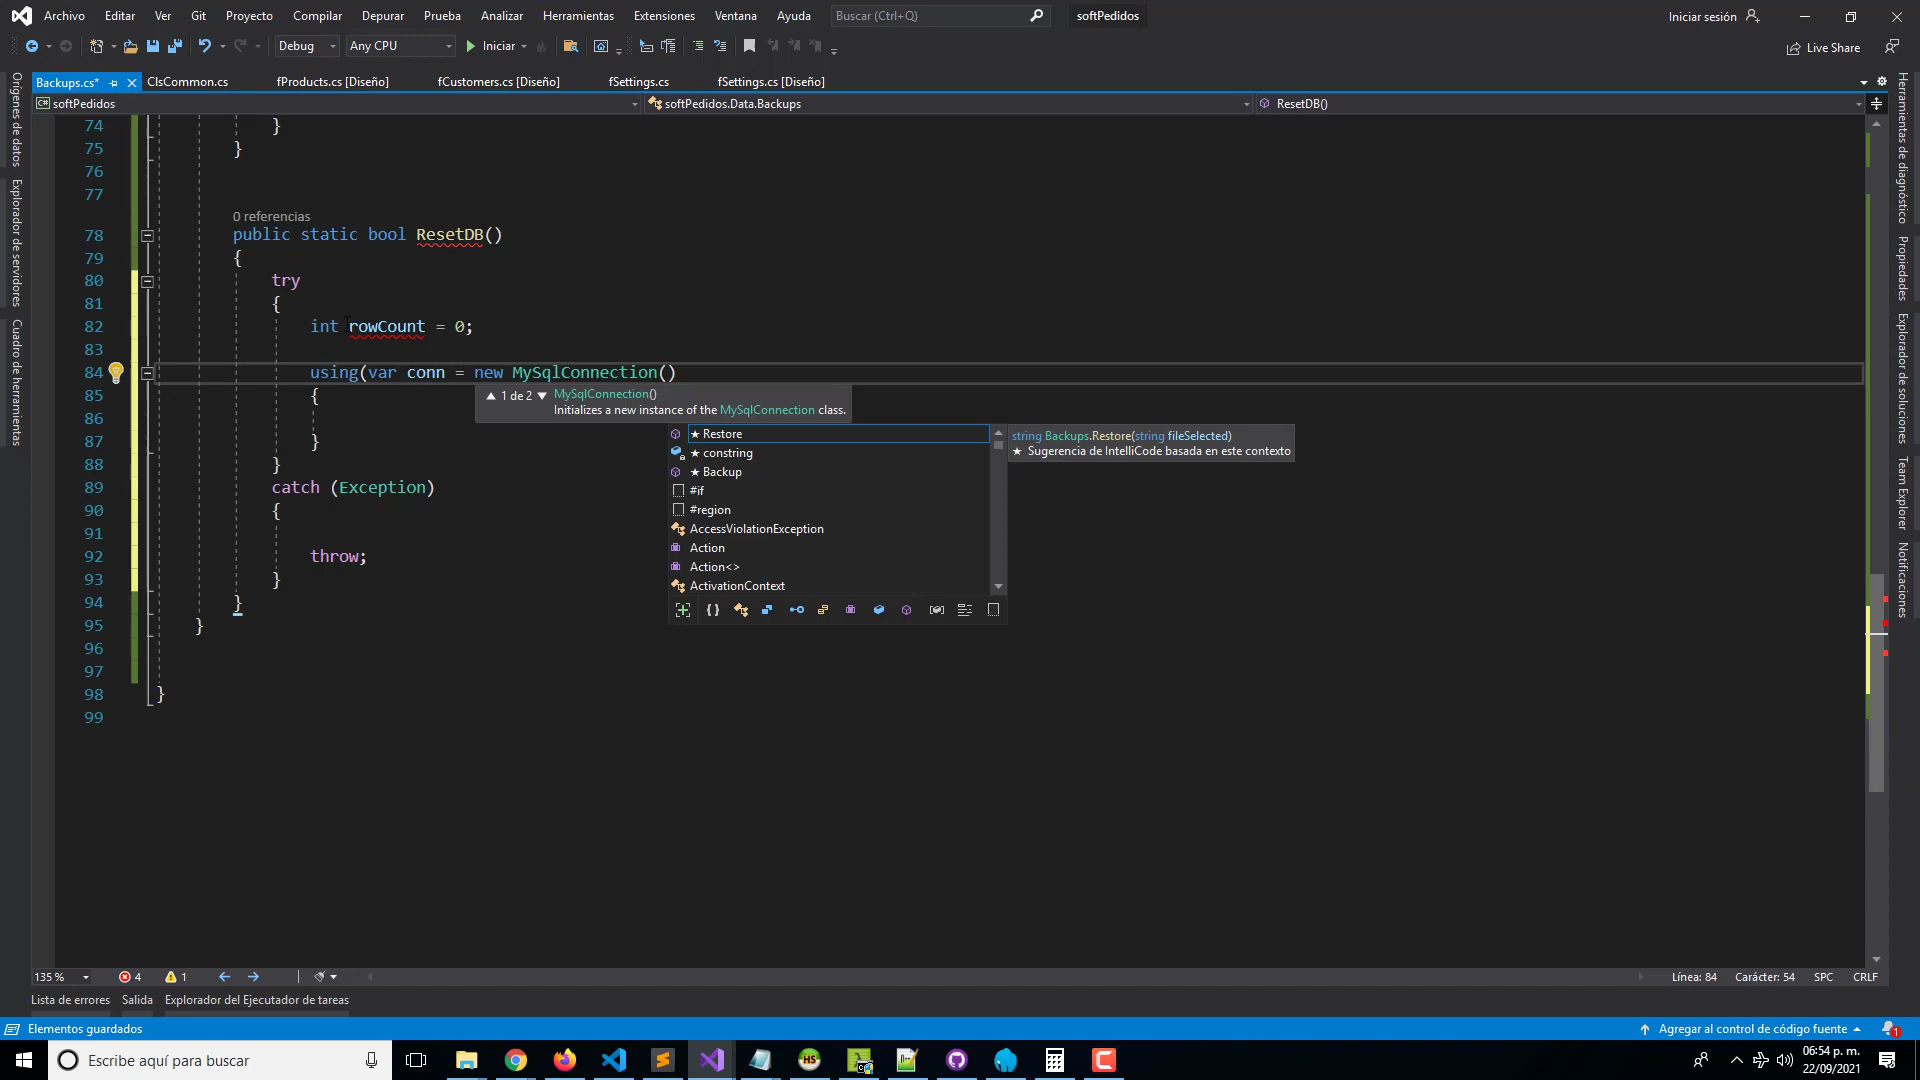 Archivo Editar Ver Git Proyecto Compilar Depurar Prueba Analizar Herramientas Extensiones Ventana Ayuda Buscar (Ctrl+Q) softPedidos Iniciar sesión
Debug Any CPU Iniciar Live Share
Backups.cs* ClsCommon.cs fProducts.cs [Diseño] fCustomers.cs [Diseño] fSettings.cs fSettings.cs [Diseño]
softPedidos softPedidos.Data.Backups ResetDB()
Orígenes de datos
Explorador de servidores
Cuadro de herramientas
74 }
75 }
76
77
0 referencias
78 public static bool ResetDB()
79 {
80 try
81 {
82 int rowCount = 0;
83
84 using(var conn = new MySqlConnection()
85 {
86
87 }
88 }
89 catch (Exception)
90 {
91
92 throw;
93 }
94 }
95 }
96
97
98 }
99
1 de 2 MySqlConnection()
Initializes a new instance of the MySqlConnection class.
★ Restore
★ constring
★ Backup
#if
#region
AccessViolationException
Action
Action<>
ActivationContext
string Backups.Restore(string fileSelected)
★ Sugerencia de IntelliCode basada en este contexto
Herramientas de diagnóstico
Propiedades
Explorador de soluciones
Team Explorer
Notificaciones
135 % 4 1 Línea: 84 Carácter: 54 SPC CRLF
Lista de errores Salida Explorador del Ejecutador de tareas
Elementos guardados Agregar al control de código fuente 1
Escribe aquí para buscar
06:54 p. m.
22/09/2021